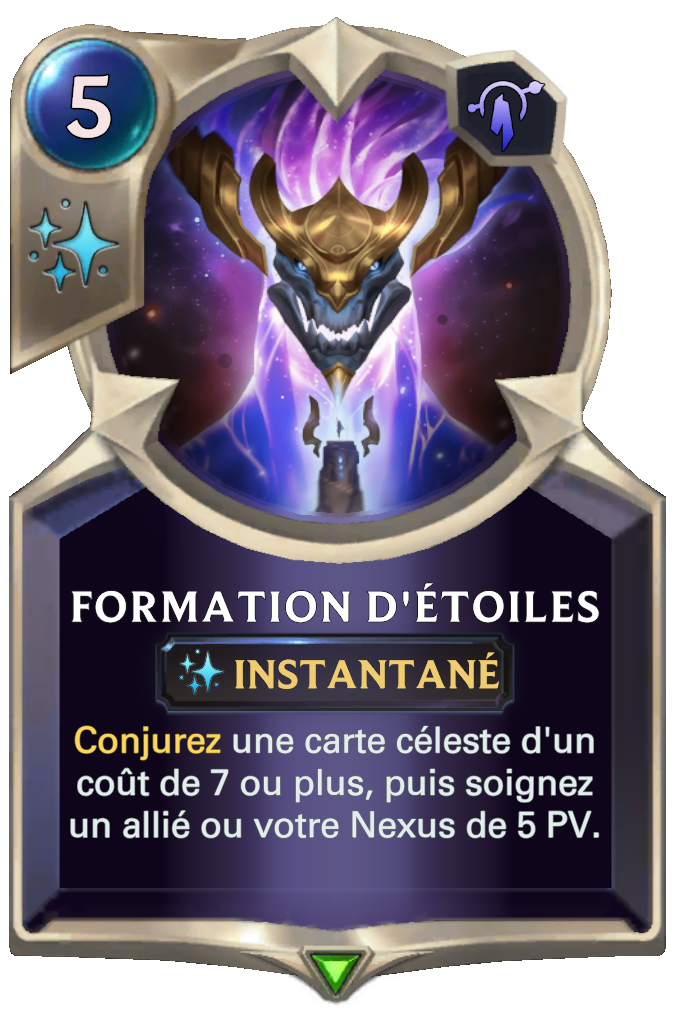 5
FORMATION D'ÉTOILES
INSTANTANÉ
Conjurez une carte céleste d'un
coût de 7 ou plus, puis soignez
un allié ou votre Nexus de 5 PV.